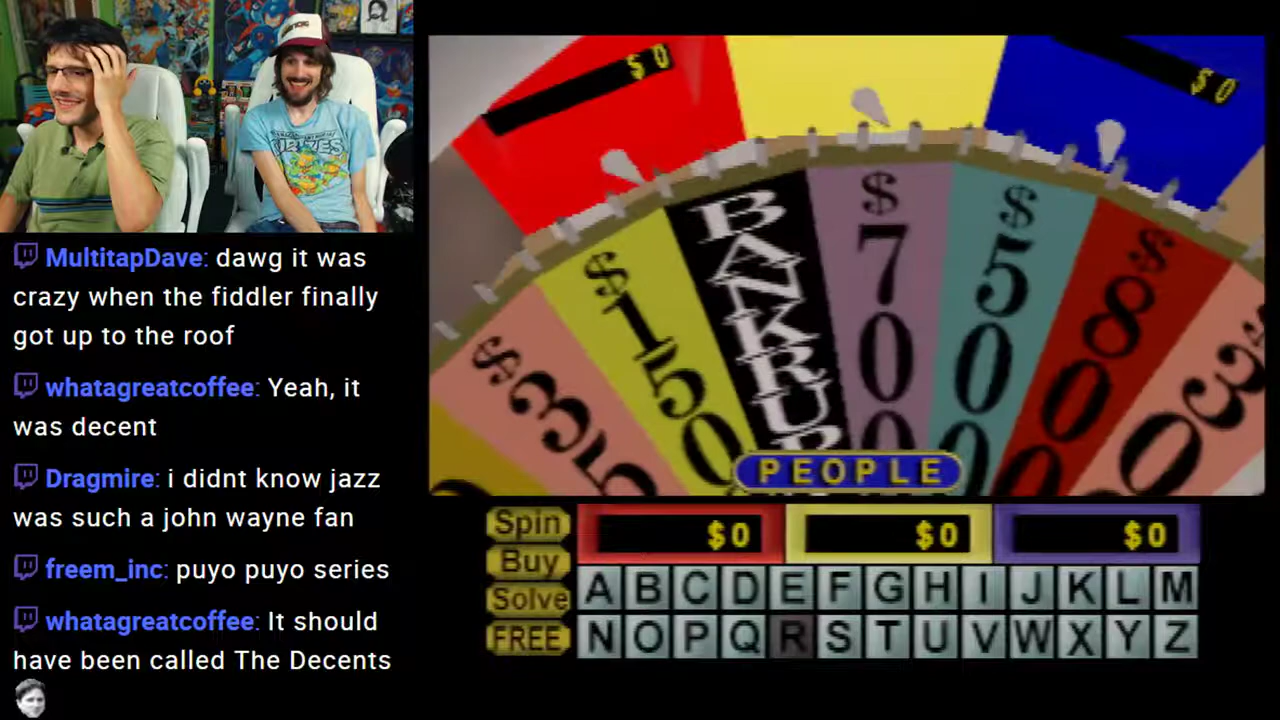 MultitapDave: dawg it was
crazy when the fiddler finally
got up to the roof
whatagreatcoffee: Yeah, it
was decent
Dragmire: i didnt know jazz
was such a john wayne fan
freem_inc: puyo puyo series
whatagreatcoffee: It should
have been called The Decents
$0
$0
$350
$150
BANKRUP
$700
$500
$800
PEOPLE
Spin
Buy
Solve
FREE
$0
$0
$0
A B C D E F G H I J K L M
N O P Q R S T U V W X Y Z